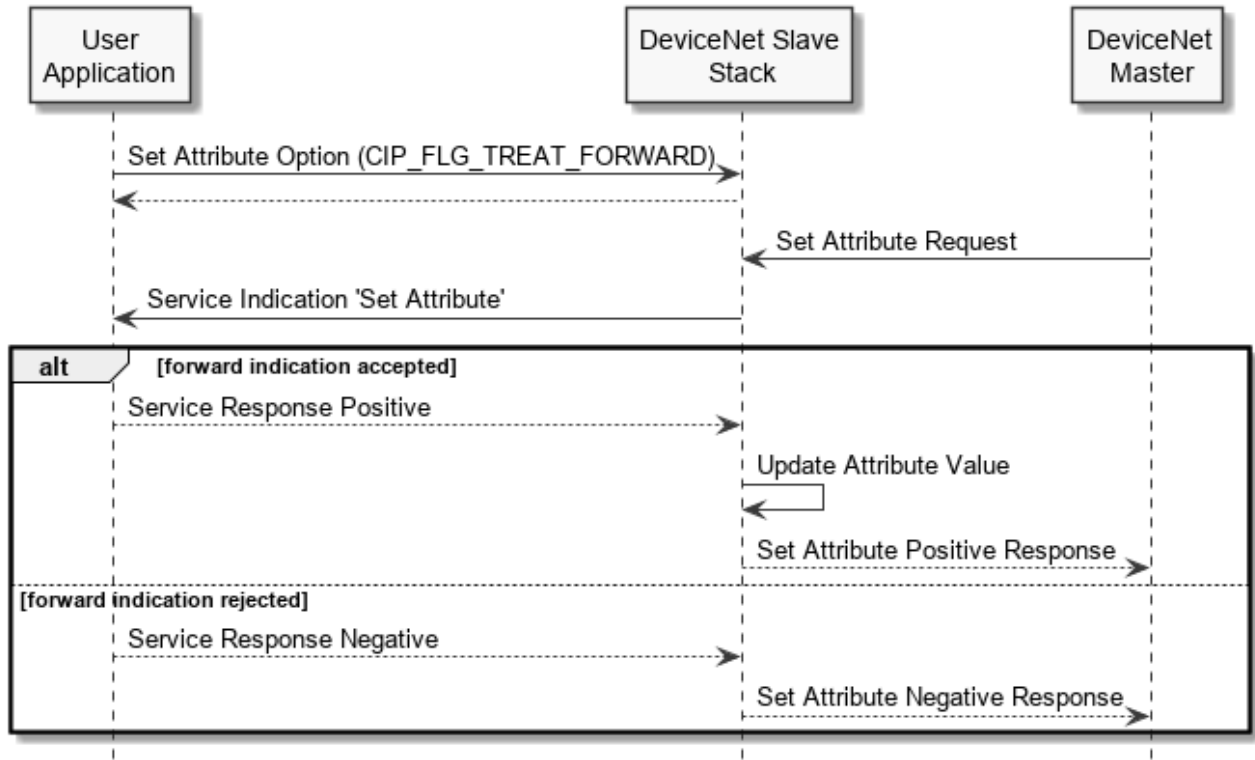 User
Application
DeviceNet Slave
Stack
DeviceNet
Master
Set Attribute Option (CIP_FLG_TREAT_FORWARD)
Set Attribute Request
Service Indication 'Set Attribute'
alt
[forward indication accepted]
Service Response Positive
Update Attribute Value
Set Attribute Positive Response
[forward indication rejected]
Service Response Negative
Set Attribute Negative Response